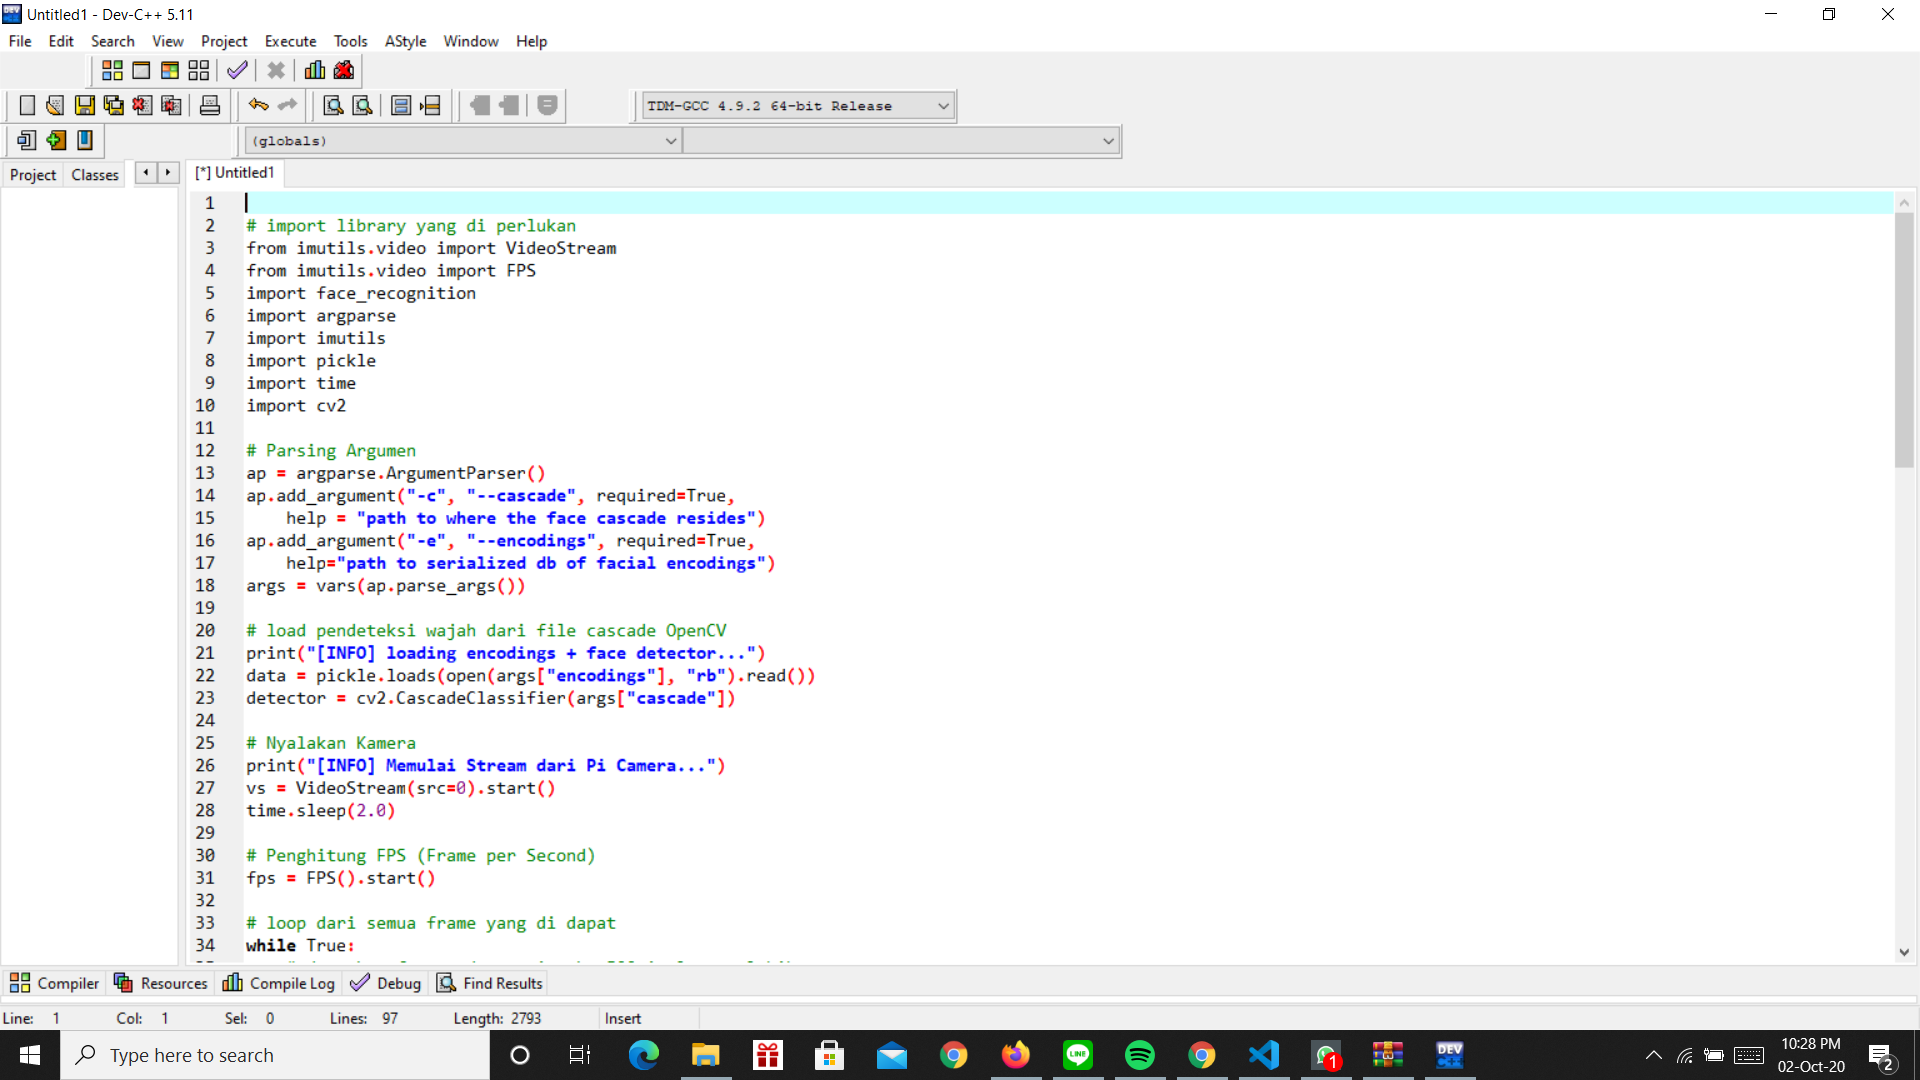 Untitled1 - Dev-C++ 5.11
File Edit Search View Project Execute Tools AStyle Window Help
TDM-GCC 4.9.2 64-bit Release
(globals)
Project Classes
[*] Untitled1
1
2 # import library yang di perlukan
3 from imutils.video import VideoStream
4 from imutils.video import FPS
5 import face_recognition
6 import argparse
7 import imutils
8 import pickle
9 import time
10 import cv2
11
12 # Parsing Argumen
13 ap = argparse.ArgumentParser()
14 ap.add_argument("-c", "--cascade", required=True,
15 help = "path to where the face cascade resides")
16 ap.add_argument("-e", "--encodings", required=True,
17 help="path to serialized db of facial encodings")
18 args = vars(ap.parse_args())
19
20 # load pendeteksi wajah dari file cascade OpenCV
21 print("[INFO] loading encodings + face detector...")
22 data = pickle.loads(open(args["encodings"], "rb").read())
23 detector = cv2.CascadeClassifier(args["cascade"])
24
25 # Nyalakan Kamera
26 print("[INFO] Memulai Stream dari Pi Camera...")
27 vs = VideoStream(src=0).start()
28 time.sleep(2.0)
29
30 # Penghitung FPS (Frame per Second)
31 fps = FPS().start()
32
33 # loop dari semua frame yang di dapat
34 while True:
Compiler Resources Compile Log Debug Find Results
Line: 1 Col: 1 Sel: 0 Lines: 97 Length: 2793 Insert
Type here to search
LINE
1
DEV
10:28 PM
02-Oct-20
2